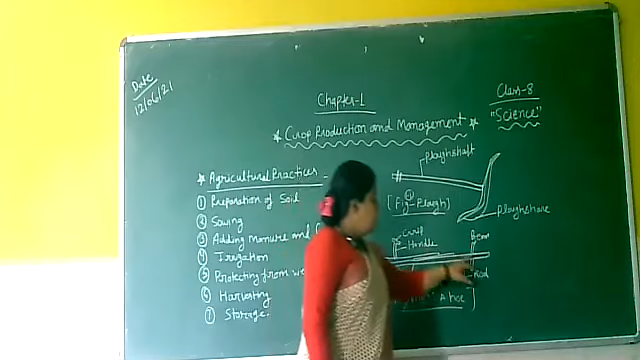 Date
12/06/21
Chapter-1
Class-8
"Science"
* Crop Production and Management *
* Agricultural Practices -
① Preparation of Soil
② Sowing
③ Adding Manure and
④ Irrigation
⑤ Protecting from we
⑥ Harvesting
⑦ Storage.
Ploughshaft
[Fig- Plough)
Ploughshare
Grip
Handle
Beam
Rod
A hoe